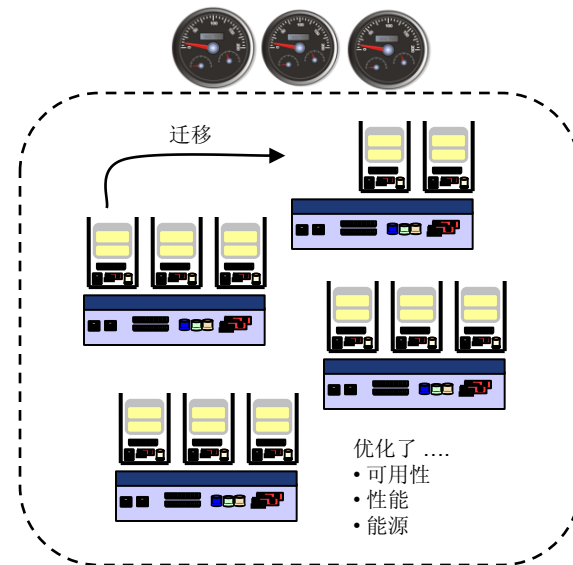 迁移
优化了 ....
• 可用性
• 性能
• 能源